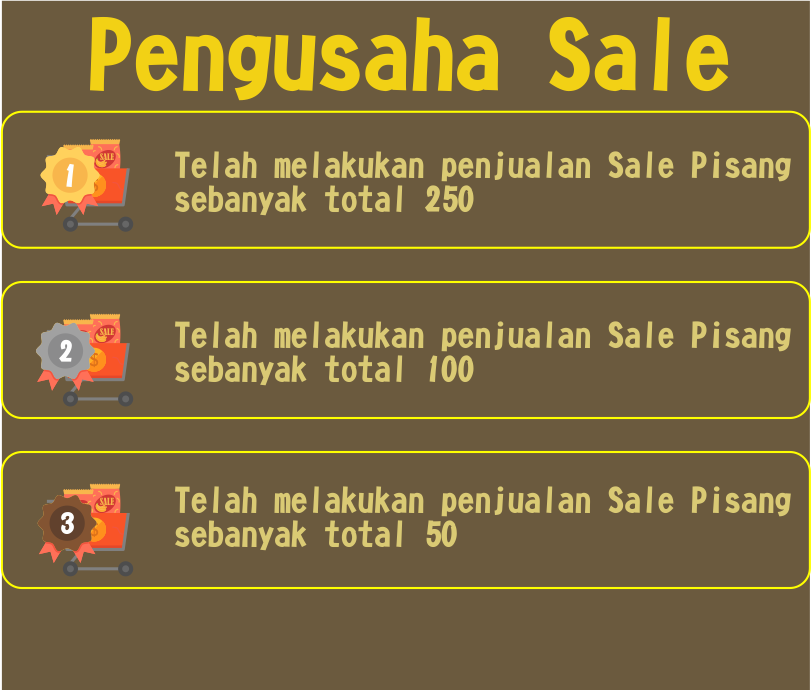 Pengusaha Sale
SALE
1
Telah melakukan penjualan Sale Pisang
sebanyak total 250
SALE
2
$
Telah melakukan penjualan Sale Pisang
sebanyak total 100
SALE
3
Telah melakukan penjualan Sale Pisang
sebanyak total 50